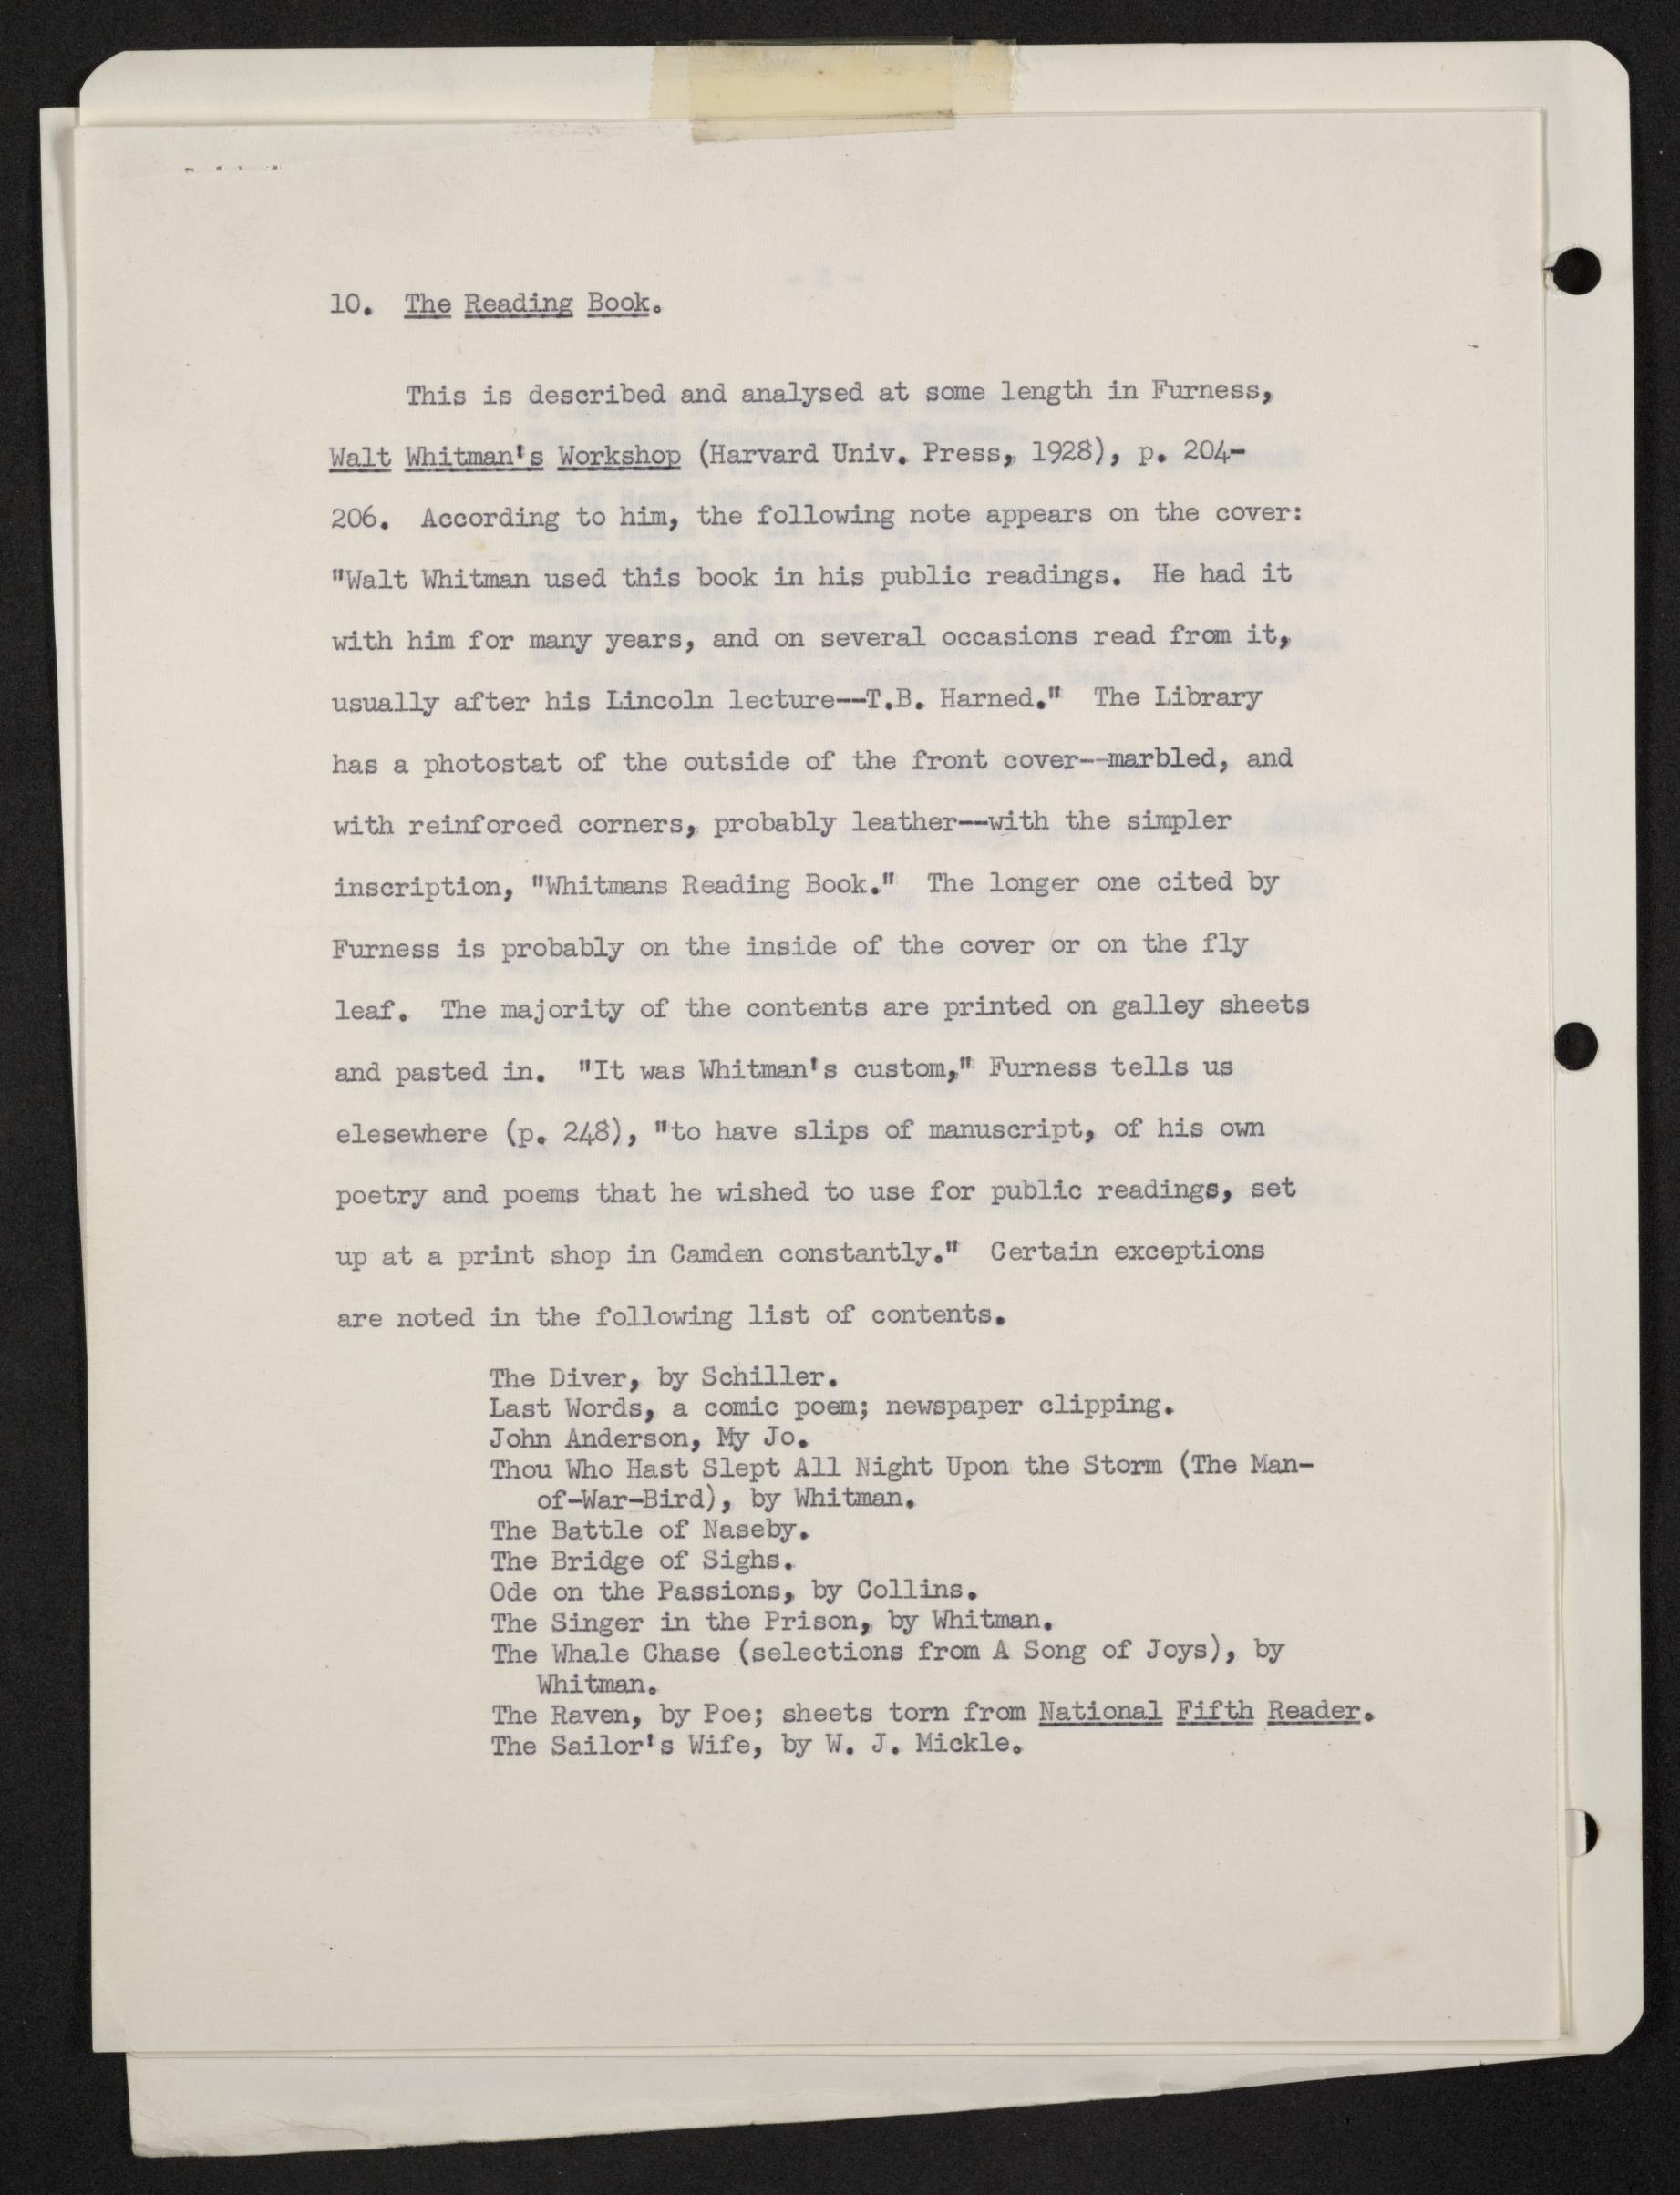 10. The Reading Book.
This is described and analysed at some length in Furness,
Walt Whitman's Workshop (Harvard Univ. Press, 1928), p. 204-
206. According to him, the following note appears on the cover:
"Walt Whitman used this book in his public readings. He had it
with him for many years, and on several occasions read from it,
usually after his Lincoln lecture--T.B. Harned." The Library
has a photostat of the outside of the front cover--marbled, and
with reinforced corners, probably leather--with the simpler
inscription, "Whitmans Reading Book." The longer one cited by
Furness is probably on the inside of the cover or on the fly
leaf. The majority of the contents are printed on galley sheets
and pasted in. "It was Whitman's custom," Furness tells us
elesewhere (p. 248), "to have slips of manuscript, of his own
poetry and poems that he wished to use for public readings, set
up at a print shop in Camden constantly." Certain exceptions
are noted in the following list of contents.
The Diver, by Schiller.
Last Words, a comic poem; newspaper clipping.
John Anderson, My Jo.
Thou Who Hast Slept All Night Upon the Storm (The Man-
of-War-Bird), by Whitman.
The Battle of Naseby.
The Bridge of Sighs.
Ode on the Passions, by Collins.
The Singer in the Prison, by Whitman.
The Whale Chase (selections from A Song of Joys), by
Whitman.
The Raven, by Poe; sheets torn from National Fifth Reader.
The Sailor's Wife, by W. J. Mickle.